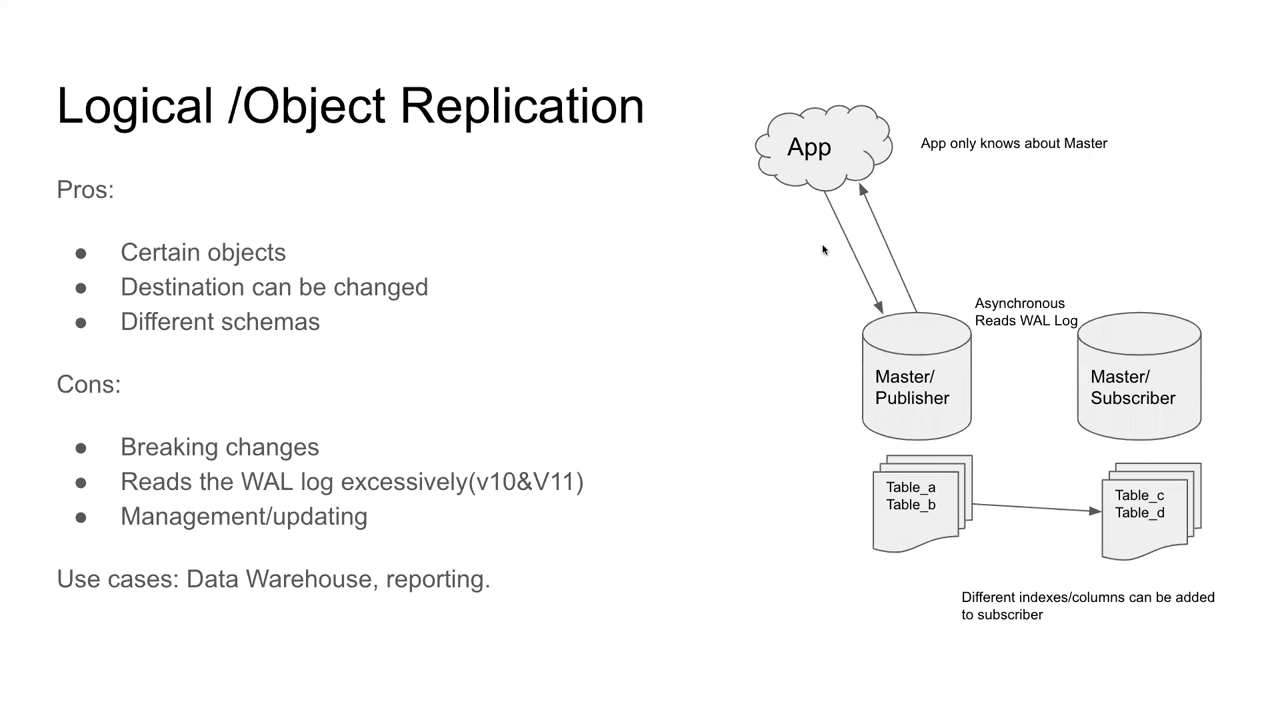 Logical /Object Replication
Pros:
● Certain objects
● Destination can be changed
● Different schemas
Cons:
● Breaking changes
● Reads the WAL log excessively(v10&V11)
● Management/updating
Use cases: Data Warehouse, reporting.
App
App only knows about Master
Asynchronous
Reads WAL Log
Master/
Publisher
Master/
Subscriber
Table_a
Table_b
Table_c
Table_d
Different indexes/columns can be added
to subscriber